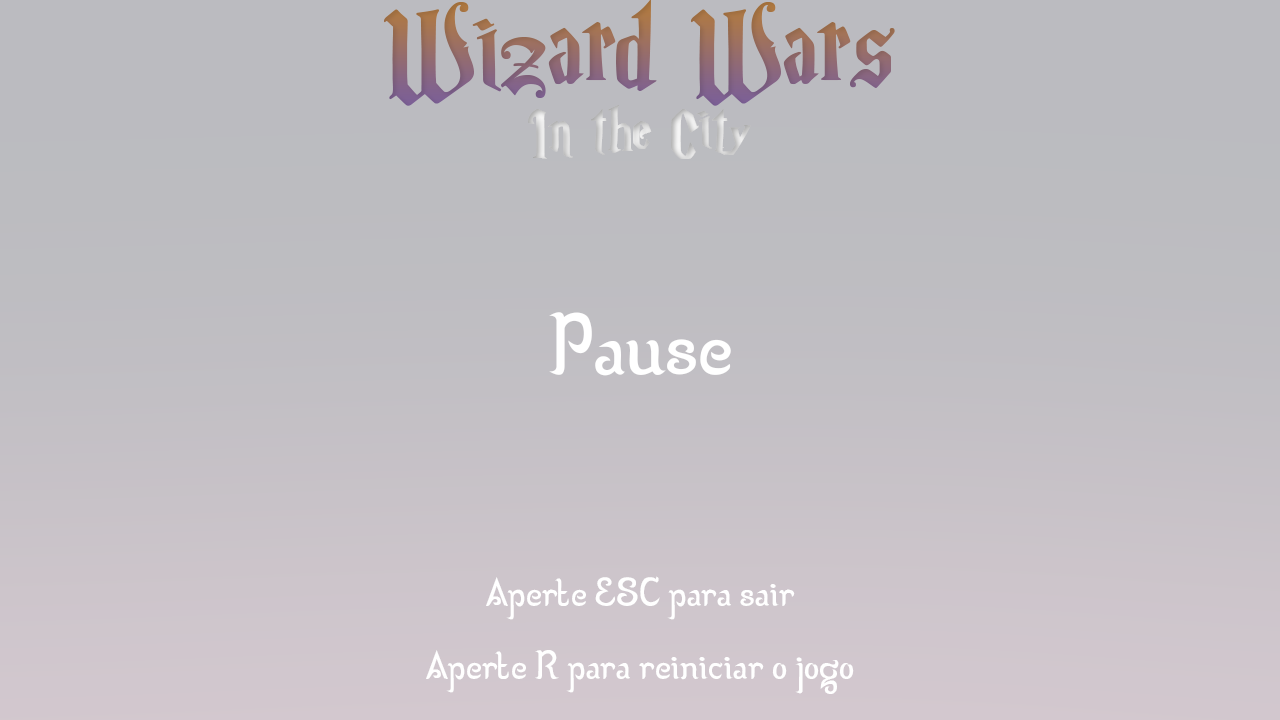 Wizard Wars
In the City
Pause
Aperte ESC para sair
Aperte R para reiniciar o jogo